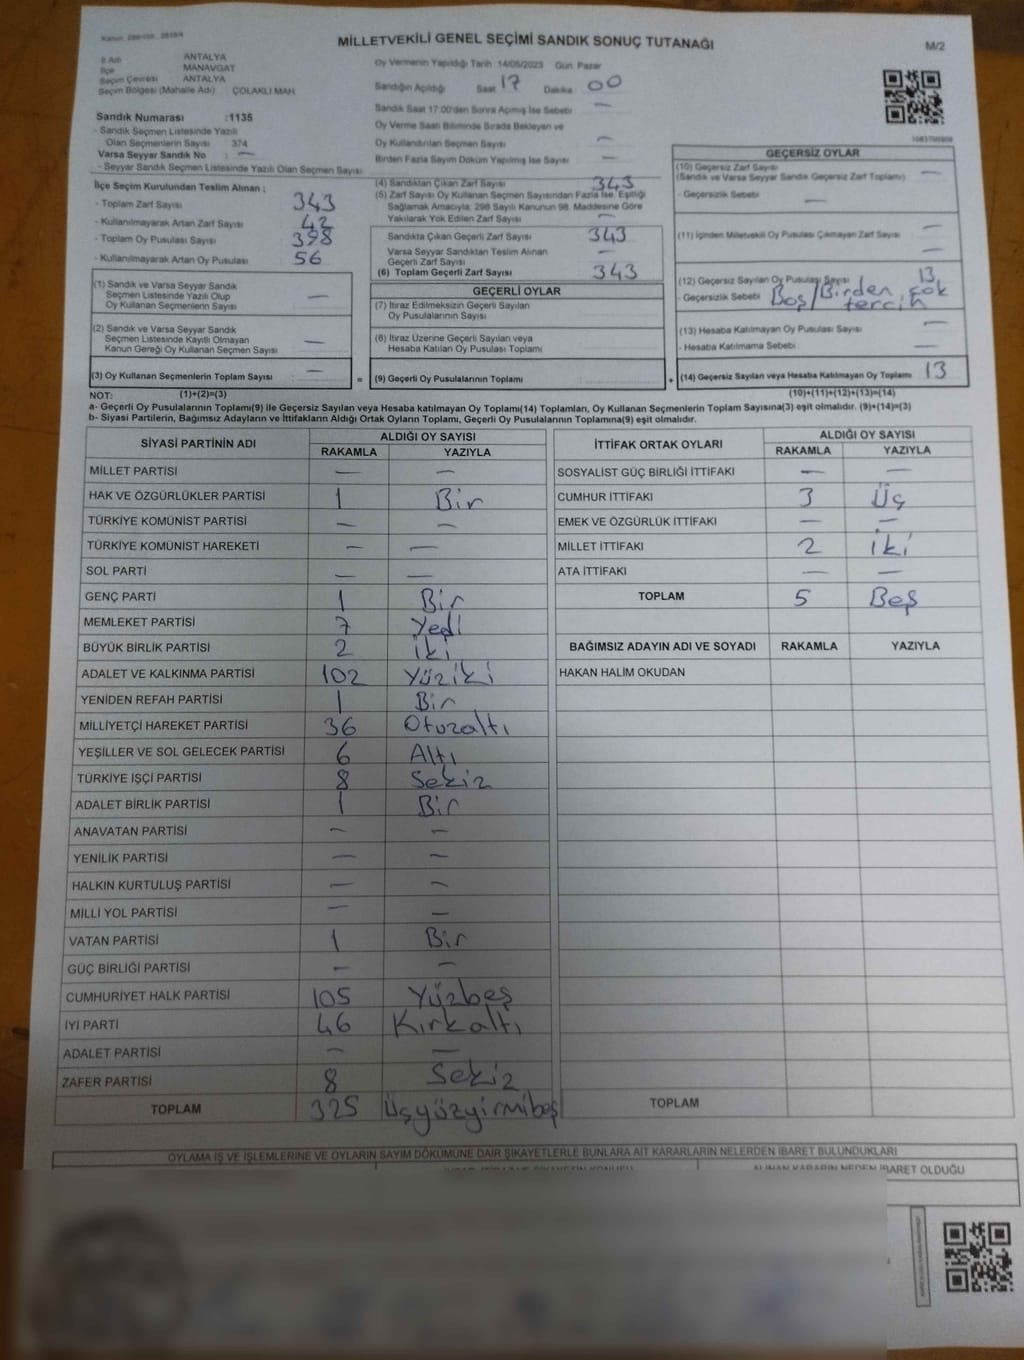 MİLLETVEKİLİ GENEL SEÇİMİ SANDIK SONUÇ TUTANAĞI
M/2
İl Adı ANTALYA
İlçe MANAVGAT
Seçim Çevresi ANTALYA
Seçim Bölgesi (Mahalle Adı) ÇOLAKLI MAH.
Sandık Numarası :1135
- Sandık Seçmen Listesinde Yazılı
Olan Seçmenlerin Sayısı 374
Varsa Seyyar Sandık No : —
- Seyyar Sandık Seçmen Listesinde Yazılı Olan Seçmen Sayısı
İlçe Seçim Kurulundan Teslim Alınan :
- Toplam Zarf Sayısı 343
- Kullanılmayarak Artan Zarf Sayısı 42
- Toplam Oy Pusulası Sayısı 398
- Kullanılmayarak Artan Oy Pusulası 56
(1) Sandık ve Varsa Seyyar Sandık
Seçmen Listesinde Yazılı Olup
Oy Kullanan Seçmenlerin Sayısı —
(2) Sandık ve Varsa Seyyar Sandık
Seçmen Listesinde Kayıtlı Olmayan
Kanun Gereği Oy Kullanan Seçmen Sayısı —
(3) Oy Kullanan Seçmenlerin Toplam Sayısı —
Oy Vermenin Yapıldığı Tarih 14/05/2023 Gün Pazar
Sandığın Açıldığı Saat 17 Dakika 00
Sandık Saat 17:00'den Sonra Açılmış İse Sebebi —
Oy Verme Saati Bitiminde Sırada Bekleyen ve
Oy Kullandırılan Seçmen Sayısı —
Birden Fazla Sayım Döküm Yapılmış İse Sayısı —
(4) Sandıktan Çıkan Zarf Sayısı 343
(5) Zarf Sayısı Oy Kullanan Seçmen Sayısından Fazla İse, Eşitliği
Sağlamak Amacıyla; 298 Sayılı Kanunun 98. Maddesine Göre
Yakılarak Yok Edilen Zarf Sayısı —
Sandıkta Çıkan Geçerli Zarf Sayısı 343
Varsa Seyyar Sandıktan Teslim Alınan
Geçerli Zarf Sayısı —
(6) Toplam Geçerli Zarf Sayısı 343
GEÇERLİ OYLAR
(7) İtiraz Edilmeksizin Geçerli Sayılan
Oy Pusulalarının Sayısı
(8) İtiraz Üzerine Geçerli Sayılan veya
Hesaba Katılan Oy Pusulası Toplamı
= (9) Geçerli Oy Pusulalarının Toplamı +
GEÇERSİZ OYLAR
(10) Geçersiz Zarf Sayısı
(Sandık ve Varsa Seyyar Sandık Geçersiz Zarf Toplamı) —
- Geçersizlik Sebebi : —
(11) İçinden Milletvekili Oy Pusulası Çıkmayan Zarf Sayısı —
—
(12) Geçersiz Sayılan Oy Pusulası Sayısı 13
- Geçersizlik Sebebi : Boş/Birden çok
tercih
(13) Hesaba Katılmayan Oy Pusulası Sayısı —
- Hesaba Katılmama Sebebi : —
(14) Geçersiz Sayılan veya Hesaba Katılmayan Oy Toplamı 13
NOT: (1)+(2)=(3) (10)+(11)+(12)+(13)=(14)
a- Geçerli Oy Pusulalarının Toplamı(9) ile Geçersiz Sayılan veya Hesaba katılmayan Oy Toplamı(14) Toplamları, Oy Kullanan Seçmenlerin Toplam Sayısına(3) eşit olmalıdır. (9)+(14)=(3)
b- Siyasi Partilerin, Bağımsız Adayların ve İttifakların Aldığı Oyların Toplamı, Geçerli Oy Pusulalarının Toplamına(9) eşit olmalıdır.
SİYASİ PARTİNİN ADI ALDIĞI OY SAYISI
RAKAMLA YAZIYLA
MİLLET PARTİSİ — —
HAK VE ÖZGÜRLÜKLER PARTİSİ 1 Bir
TÜRKİYE KOMÜNİST PARTİSİ — —
TÜRKİYE KOMÜNİST HAREKETİ — —
SOL PARTİ — —
GENÇ PARTİ 1 Bir
MEMLEKET PARTİSİ 7 Yedi
BÜYÜK BİRLİK PARTİSİ 2 İki
ADALET VE KALKINMA PARTİSİ 102 Yüziki
YENİDEN REFAH PARTİSİ 1 Bir
MİLLİYETÇİ HAREKET PARTİSİ 36 Otuzaltı
YEŞİLLER VE SOL GELECEK PARTİSİ 6 Altı
TÜRKİYE İŞÇİ PARTİSİ 8 Sekiz
ADALET BİRLİK PARTİSİ 1 Bir
ANAVATAN PARTİSİ — —
YENİLİK PARTİSİ — —
HALKIN KURTULUŞ PARTİSİ — —
MİLLİ YOL PARTİSİ — —
VATAN PARTİSİ 1 Bir
GÜÇ BİRLİĞİ PARTİSİ — —
CUMHURİYET HALK PARTİSİ 105 Yüzbeş
İYİ PARTİ 46 Kırkaltı
ADALET PARTİSİ — —
ZAFER PARTİSİ 8 Sekiz
TOPLAM 325 Üçyüzyirmibeş
İTTİFAK ORTAK OYLARI ALDIĞI OY SAYISI
RAKAMLA YAZIYLA
SOSYALİST GÜÇ BİRLİĞİ İTTİFAKI — —
CUMHUR İTTİFAKI 3 Üç
EMEK VE ÖZGÜRLÜK İTTİFAKI — —
MİLLET İTTİFAKI 2 İki
ATA İTTİFAKI — —
TOPLAM 5 Beş
BAĞIMSIZ ADAYIN ADI VE SOYADI RAKAMLA YAZIYLA
HAKAN HALİM OKUDAN
TOPLAM
OYLAMA İŞ VE İŞLEMLERİNE VE OYLARIN SAYIM DÖKÜMÜNE DAİR ŞİKAYETLERLE BUNLARA AİT KARARLARIN NELERDEN İBARET BULUNDUKLARI
ALINAN KARARIN NEDEN İBARET OLDUĞU